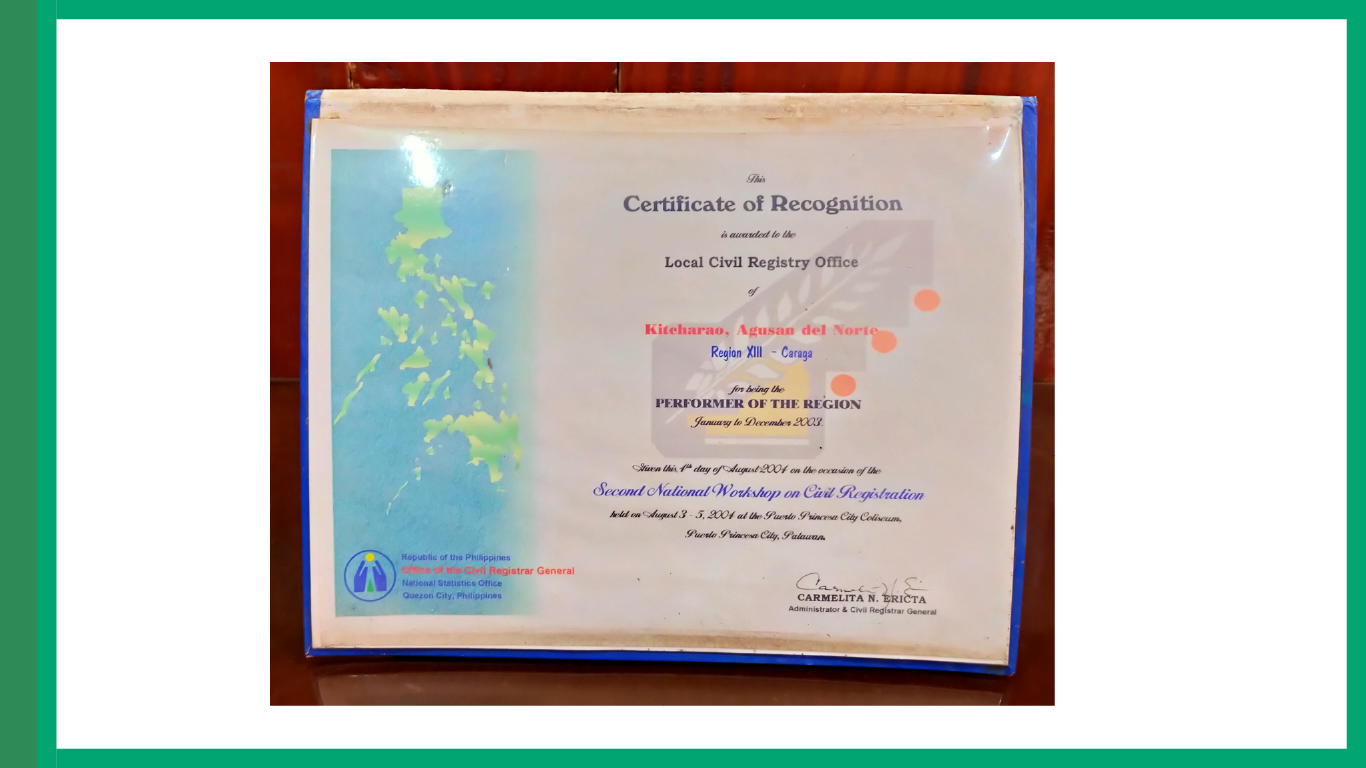 This
Certificate of Recognition
is awarded to the
Local Civil Registry Office
of
Kitcharao, Agusan del Norte
Region XIII - Caraga
for being the
PERFORMER OF THE REGION
January to December 2003.
Given this 4th day of August 2004 on the occasion of the
Second National Workshop on Civil Registration
held on August 3 - 5, 2004 at the Puerto Princesa City Coliseum,
Puerto Princesa City, Palawan.
Republic of the Philippines
Office of the Civil Registrar General
National Statistics Office
Quezon City, Philippines
CARMELITA N. ERICTA
Administrator & Civil Registrar General